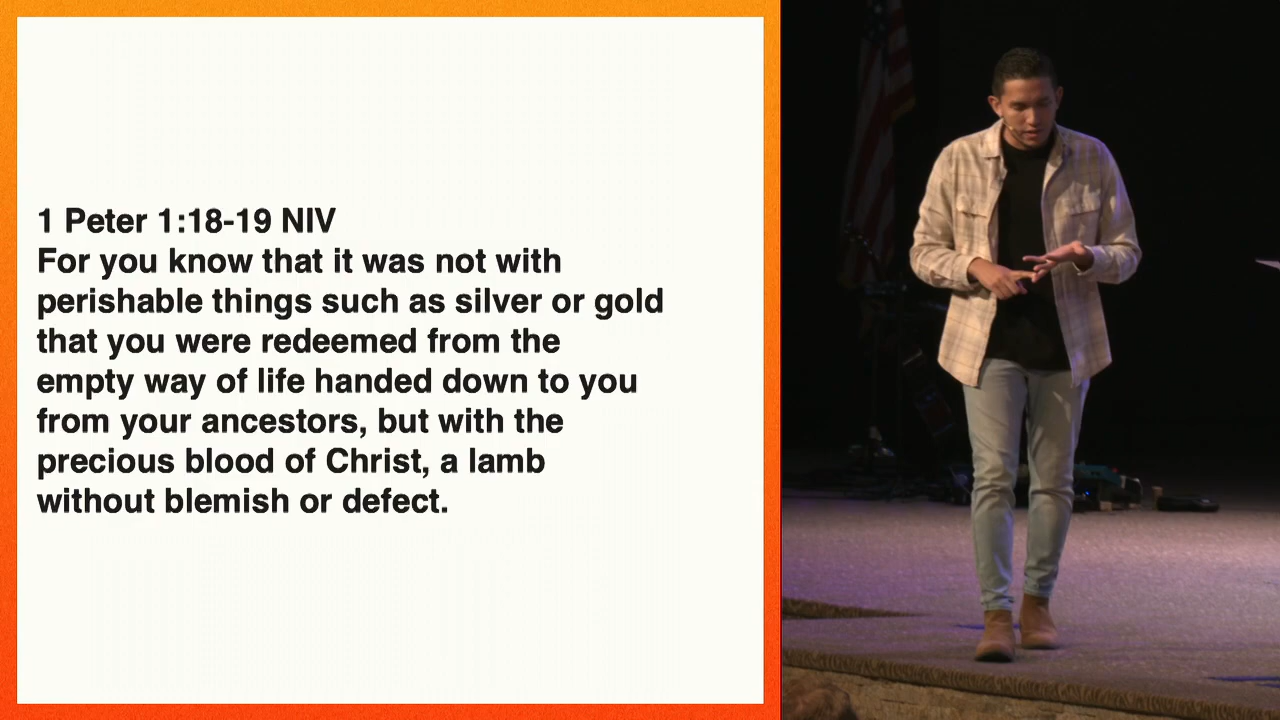 1 Peter 1:18-19 NIV
For you know that it was not with
perishable things such as silver or gold
that you were redeemed from the
empty way of life handed down to you
from your ancestors, but with the
precious blood of Christ, a lamb
without blemish or defect.